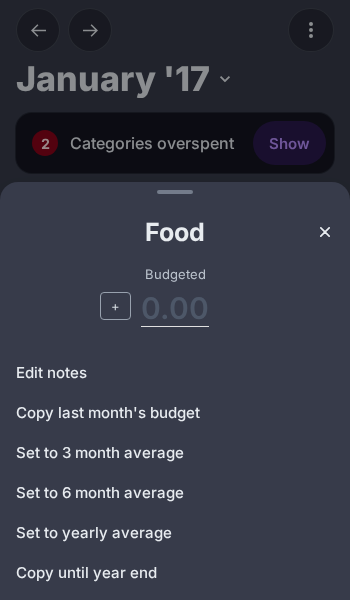 January '17
2 Categories overspent Show
Food
Budgeted
+ 0.00
Edit notes
Copy last month's budget
Set to 3 month average
Set to 6 month average
Set to yearly average
Copy until year end